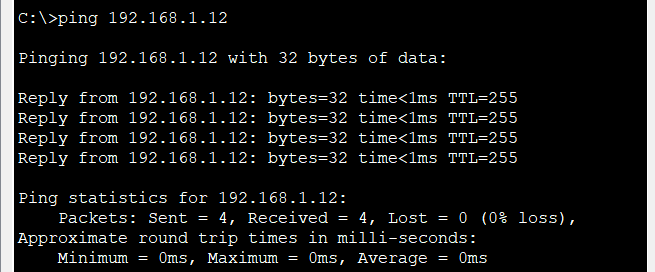 C:\>ping 192.168.1.12
Pinging 192.168.1.12 with 32 bytes of data:
Reply from 192.168.1.12: bytes=32 time<1ms TTL=255
Reply from 192.168.1.12: bytes=32 time<1ms TTL=255
Reply from 192.168.1.12: bytes=32 time<1ms TTL=255
Reply from 192.168.1.12: bytes=32 time<1ms TTL=255
Ping statistics for 192.168.1.12:
Packets: Sent = 4, Received = 4, Lost = 0 (0% loss),
Approximate round trip times in milli-seconds:
Minimum = 0ms, Maximum = 0ms, Average = 0ms